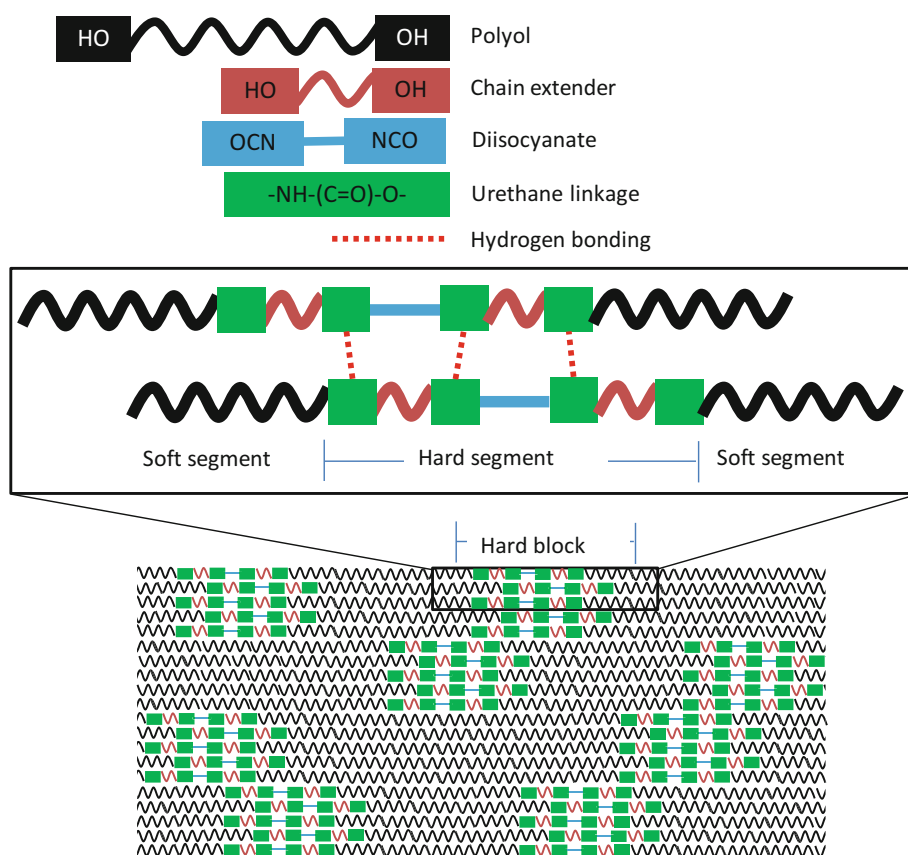 HO OH Polyol
HO OH Chain extender
OCN NCO Diisocyanate
-NH-(C=O)-O- Urethane linkage
Hydrogen bonding
Soft segment Hard segment Soft segment
Hard block